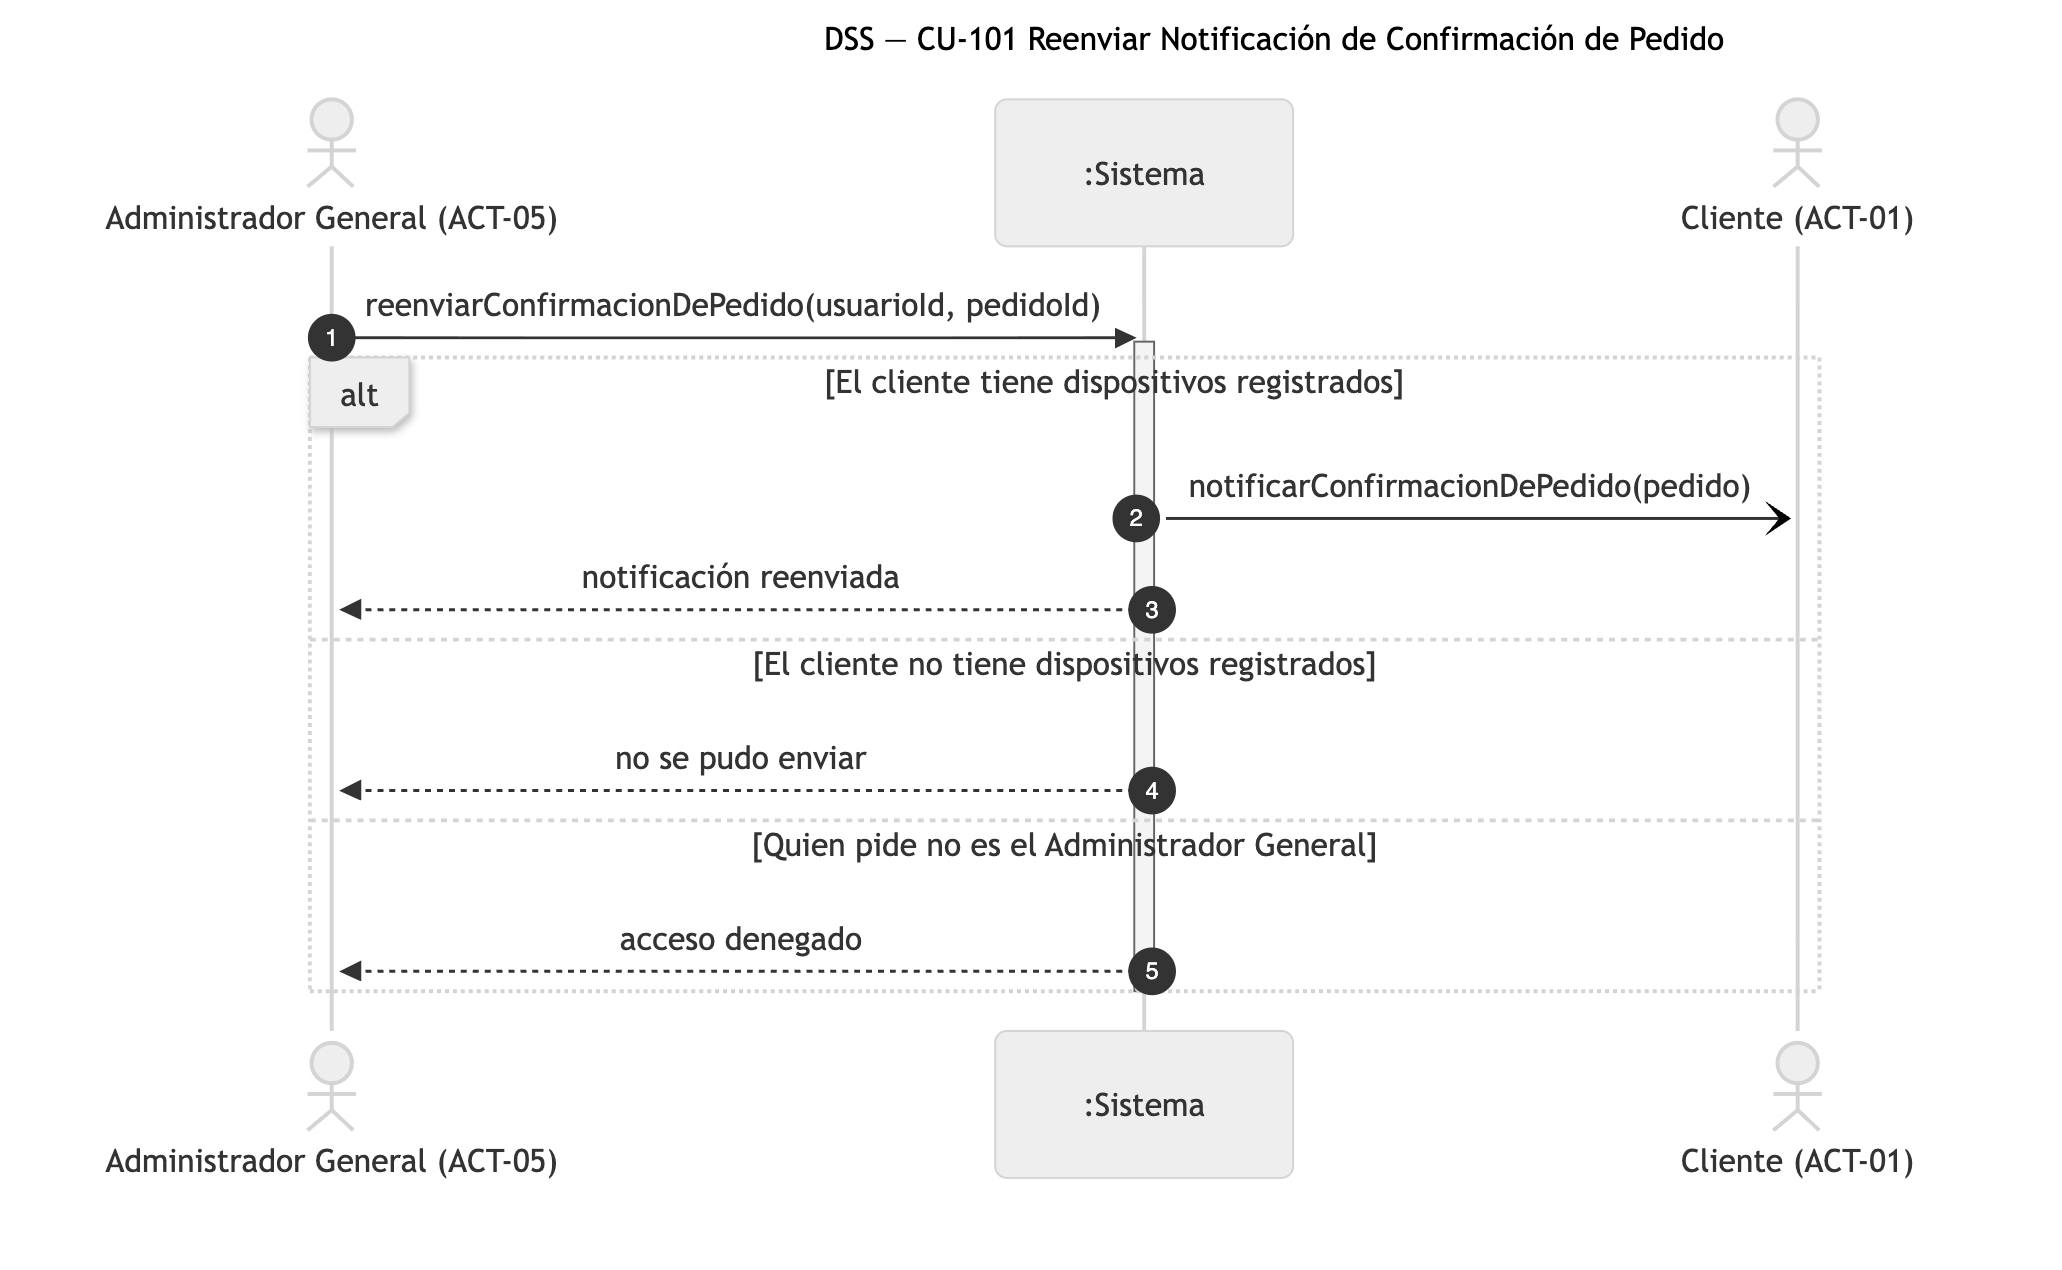 DSS — CU-101 Reenviar Notificación de Confirmación de Pedido
:Sistema
Administrador General (ACT-05)
Cliente (ACT-01)
reenviarConfirmacionDePedido(usuarioId, pedidoId)
1
alt
[El cliente tiene dispositivos registrados]
notificarConfirmacionDePedido(pedido)
2
notificación reenviada
3
[El cliente no tiene dispositivos registrados]
no se pudo enviar
4
[Quien pide no es el Administrador General]
acceso denegado
5
:Sistema
Administrador General (ACT-05)
Cliente (ACT-01)